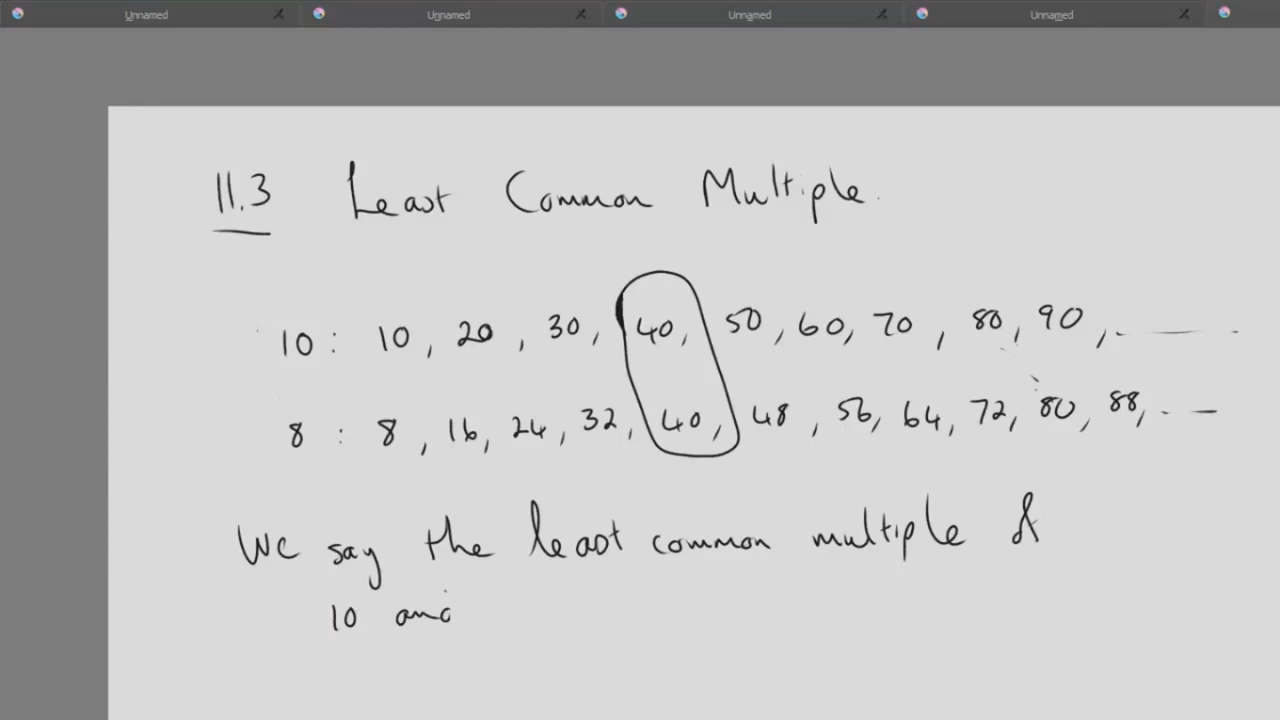 Unnamed Unnamed Unnamed Unnamed
11.3 Least Common Multiple.
10 : 10, 20, 30, 40, 50, 60, 70, 80, 90, .
8 : 8, 16, 24, 32, 40, 48, 56, 64, 72, 80, 88, . .
We say the least common multiple of
10 and